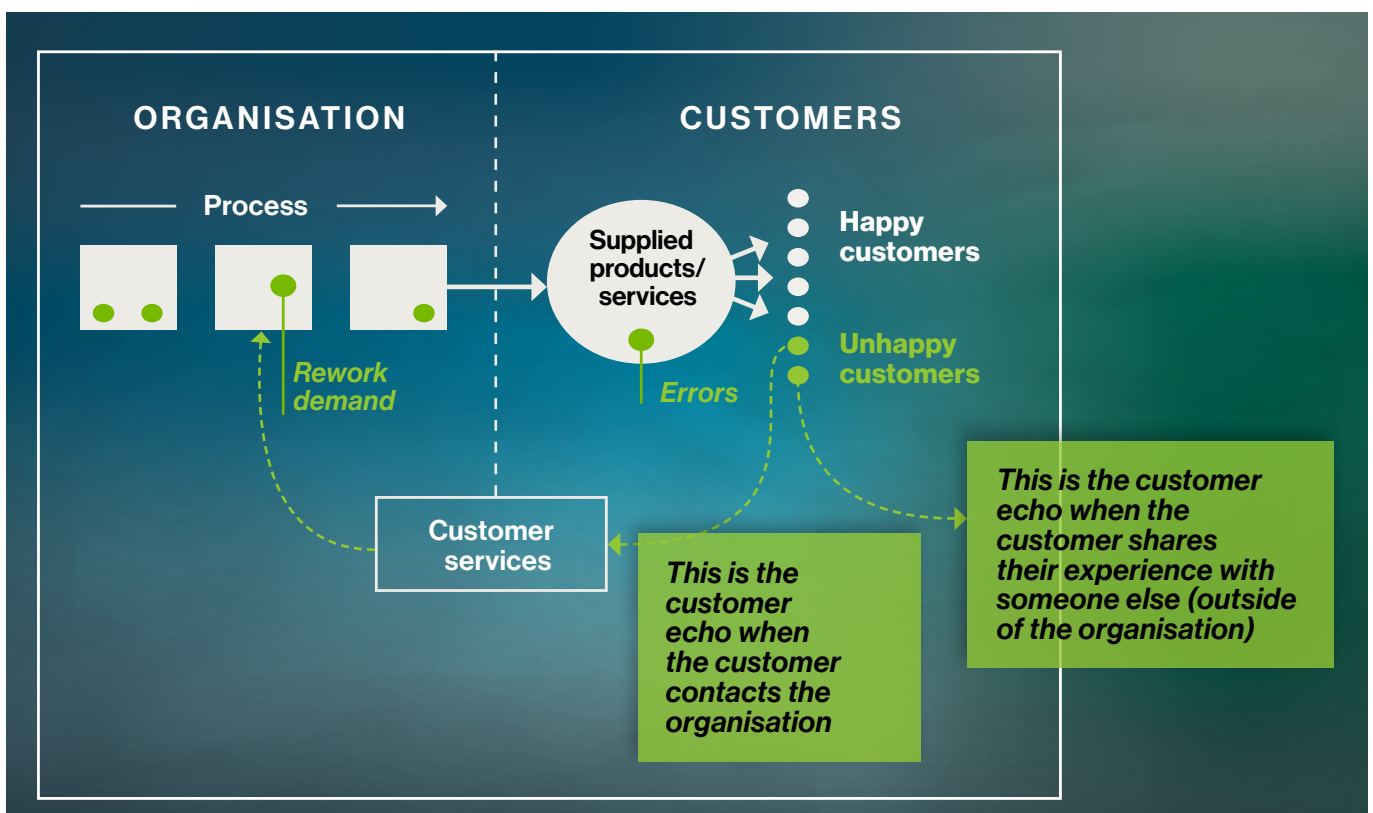 ORGANISATION
CUSTOMERS
Process
Supplied
products/
services
Happy
customers
Unhappy
customers
Rework
demand
Errors
Customer
services
This is the
customer
echo when
the customer
contacts the
organisation
This is the customer
echo when the
customer shares
their experience with
someone else (outside
of the organisation)